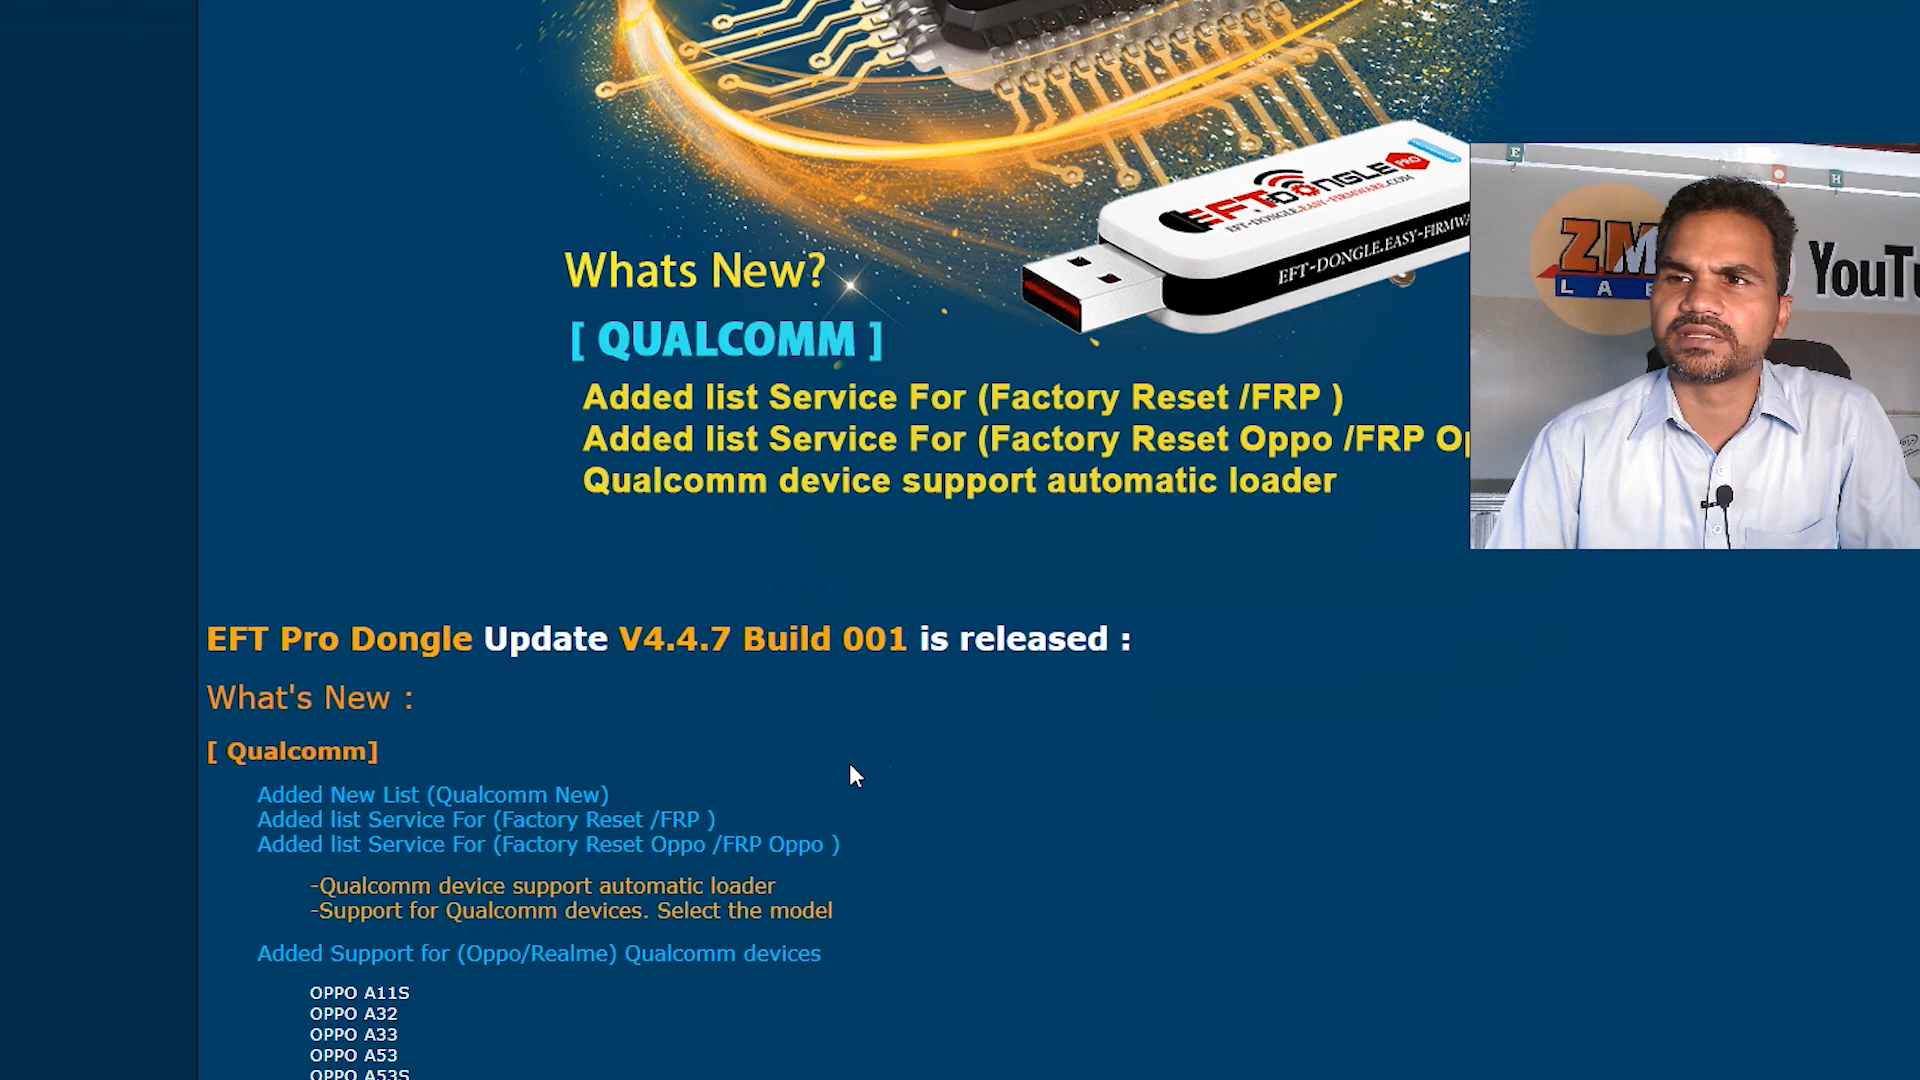 EFT DONGLE PRO
EFT-DONGLE.EASY-FIRMWARE.COM
EFT-DONGLE.EASY-FIRMWA
Whats New?
[ QUALCOMM ]
Added list Service For (Factory Reset /FRP )
Added list Service For (Factory Reset Oppo /FRP Op
Qualcomm device support automatic loader
E
H
ZM
LAB
YouTu
EFT Pro Dongle Update V4.4.7 Build 001 is released :
What's New :
[ Qualcomm]
Added New List (Qualcomm New)
Added list Service For (Factory Reset /FRP )
Added list Service For (Factory Reset Oppo /FRP Oppo )
-Qualcomm device support automatic loader
-Support for Qualcomm devices. Select the model
Added Support for (Oppo/Realme) Qualcomm devices
OPPO A11S
OPPO A32
OPPO A33
OPPO A53
OPPO A53S